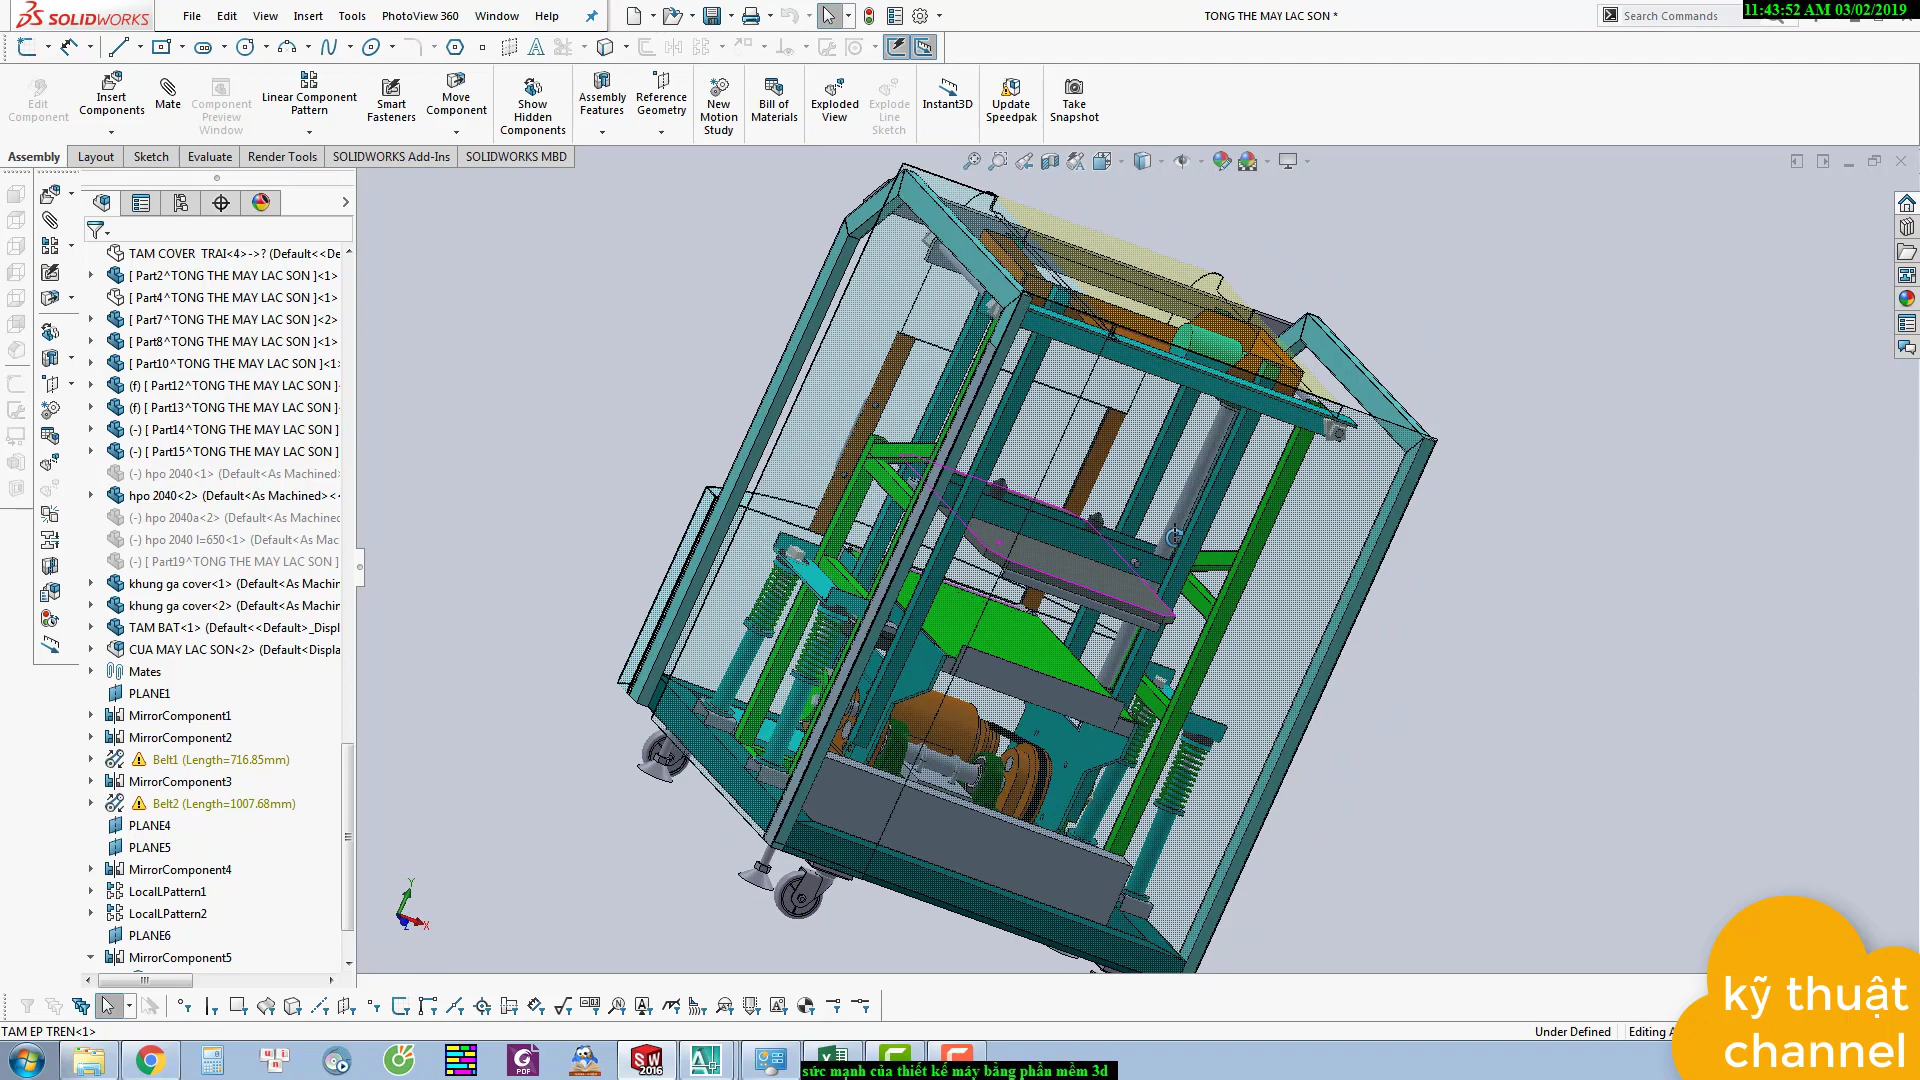 SOLIDWORKS
File Edit View Insert Tools PhotoView 360 Window Help
TONG THE MAY LAC SON *
Search Commands
11:43:52 AM 03/02/2019
Edit Component
Insert Components
Mate
Component Preview Window
Linear Component Pattern
Smart Fasteners
Move Component
Show Hidden Components
Assembly Features
Reference Geometry
New Motion Study
Bill of Materials
Exploded View
Explode Line Sketch
Instant3D
Update Speedpak
Take Snapshot
Assembly Layout Sketch Evaluate Render Tools SOLIDWORKS Add-Ins SOLIDWORKS MBD
TAM COVER TRAI<4>->? (Default<<De
[ Part2^TONG THE MAY LAC SON ]<1>
[ Part4^TONG THE MAY LAC SON ]<1>
[ Part7^TONG THE MAY LAC SON ]<2>
[ Part8^TONG THE MAY LAC SON ]<1>
[ Part10^TONG THE MAY LAC SON ]<1>
(f) [ Part12^TONG THE MAY LAC SON ]
(f) [ Part13^TONG THE MAY LAC SON ]
(-) [ Part14^TONG THE MAY LAC SON ]
(-) [ Part15^TONG THE MAY LAC SON ]
(-) hpo 2040<1> (Default<As Machined>
hpo 2040<2> (Default<As Machined><
(-) hpo 2040a<2> (Default<As Machined
(-) hpo 2040 l=650<1> (Default<As Mac
(-) [ Part19^TONG THE MAY LAC SON ]
khung ga cover<1> (Default<As Machin
khung ga cover<2> (Default<As Machin
TAM BAT<1> (Default<<Default>_Displ
CUA MAY LAC SON<2> (Default<Displa
Mates
PLANE1
MirrorComponent1
MirrorComponent2
Belt1 (Length=716.85mm)
MirrorComponent3
Belt2 (Length=1007.68mm)
PLANE4
PLANE5
MirrorComponent4
LocalLPattern1
LocalLPattern2
PLANE6
MirrorComponent5
Y
X
Z
TAM EP TREN<1>
Under Defined
Editing A
kỹ thuật
channel
PDF
SW
2016
sức mạnh của thiết kế máy bằng phần mềm 3d